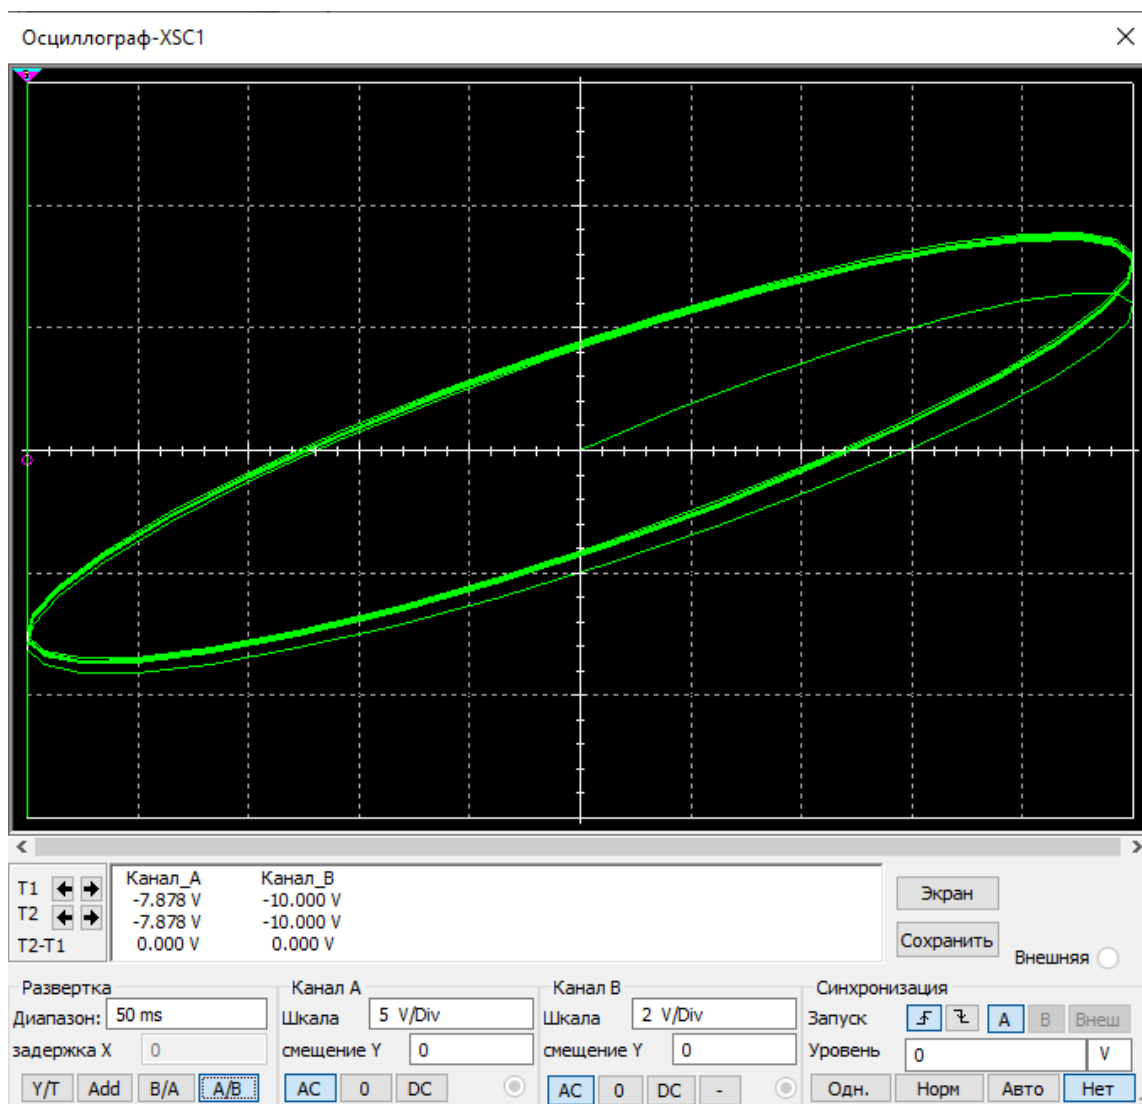 Осциллограф-XSC1
Канал_A Канал_B
T1 -7.878 V -10.000 V
T2 -7.878 V -10.000 V
T2-T1 0.000 V 0.000 V
Экран
Сохранить
Внешняя
Развертка Канал A Канал B Синхронизация
Диапазон: 50 ms Шкала 5 V/Div Шкала 2 V/Div Запуск A B Внеш
задержка X 0 смещение Y 0 смещение Y 0 Уровень 0 V
Y/T Add B/A A/B AC 0 DC AC 0 DC - Одн. Норм Авто Нет